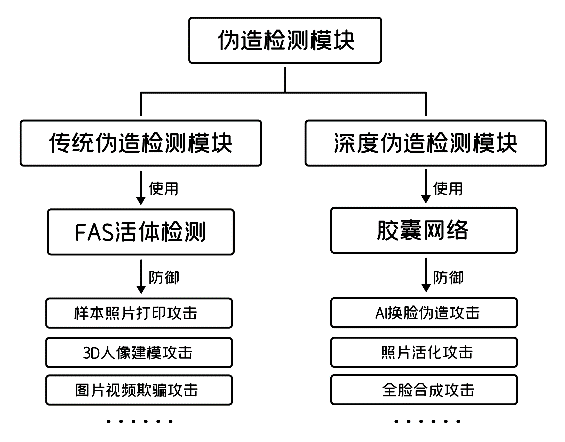 伪造检测模块
传统伪造检测模块
深度伪造检测模块
使用
使用
FAS活体检测
胶囊网络
防御
防御
样本照片打印攻击
AI换脸伪造攻击
3D人像建模攻击
照片活化攻击
图片视频欺骗攻击
全脸合成攻击
······
······